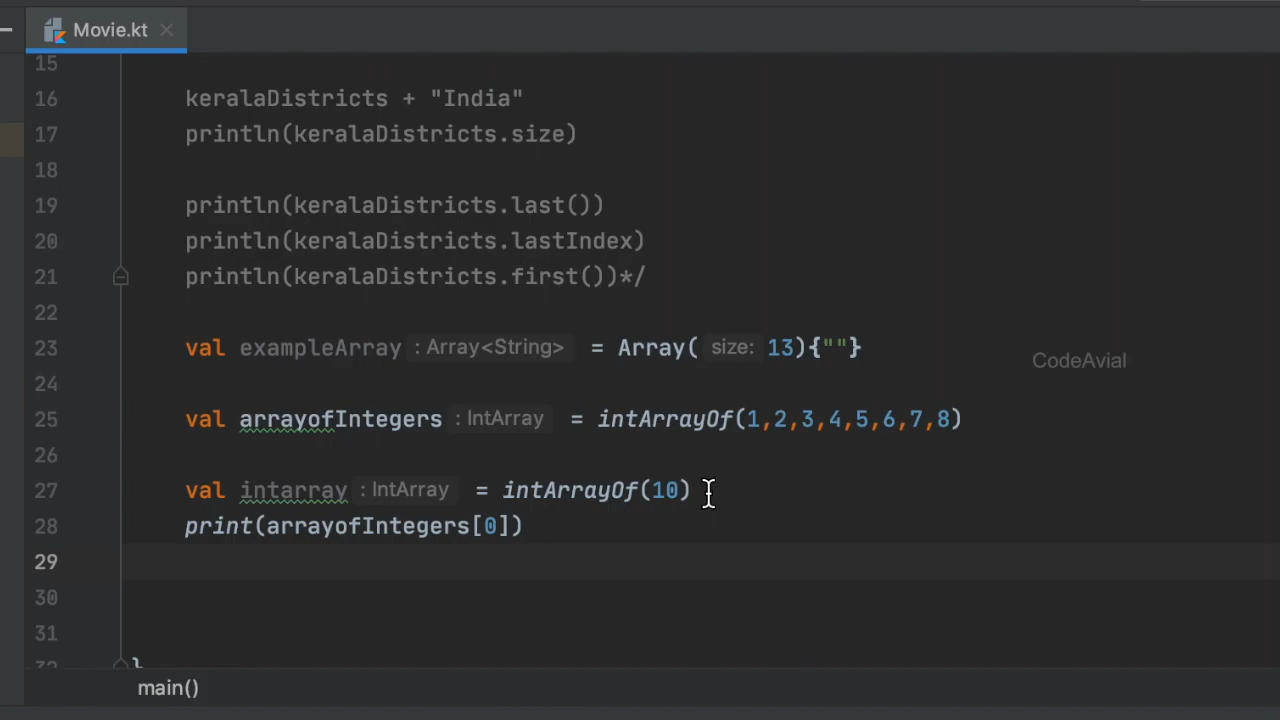 Movie.kt
15
16 keralaDistricts + "India"
17 println(keralaDistricts.size)
18
19 println(keralaDistricts.last())
20 println(keralaDistricts.lastIndex)
21 println(keralaDistricts.first())*/
22
23 val exampleArray : Array<String> = Array( size: 13){""}
CodeAvial
24
25 val arrayofIntegers : IntArray = intArrayOf(1,2,3,4,5,6,7,8)
26
27 val intarray : IntArray = intArrayOf(10)
28 print(arrayofIntegers[0])
29
30
31
32 }
main()